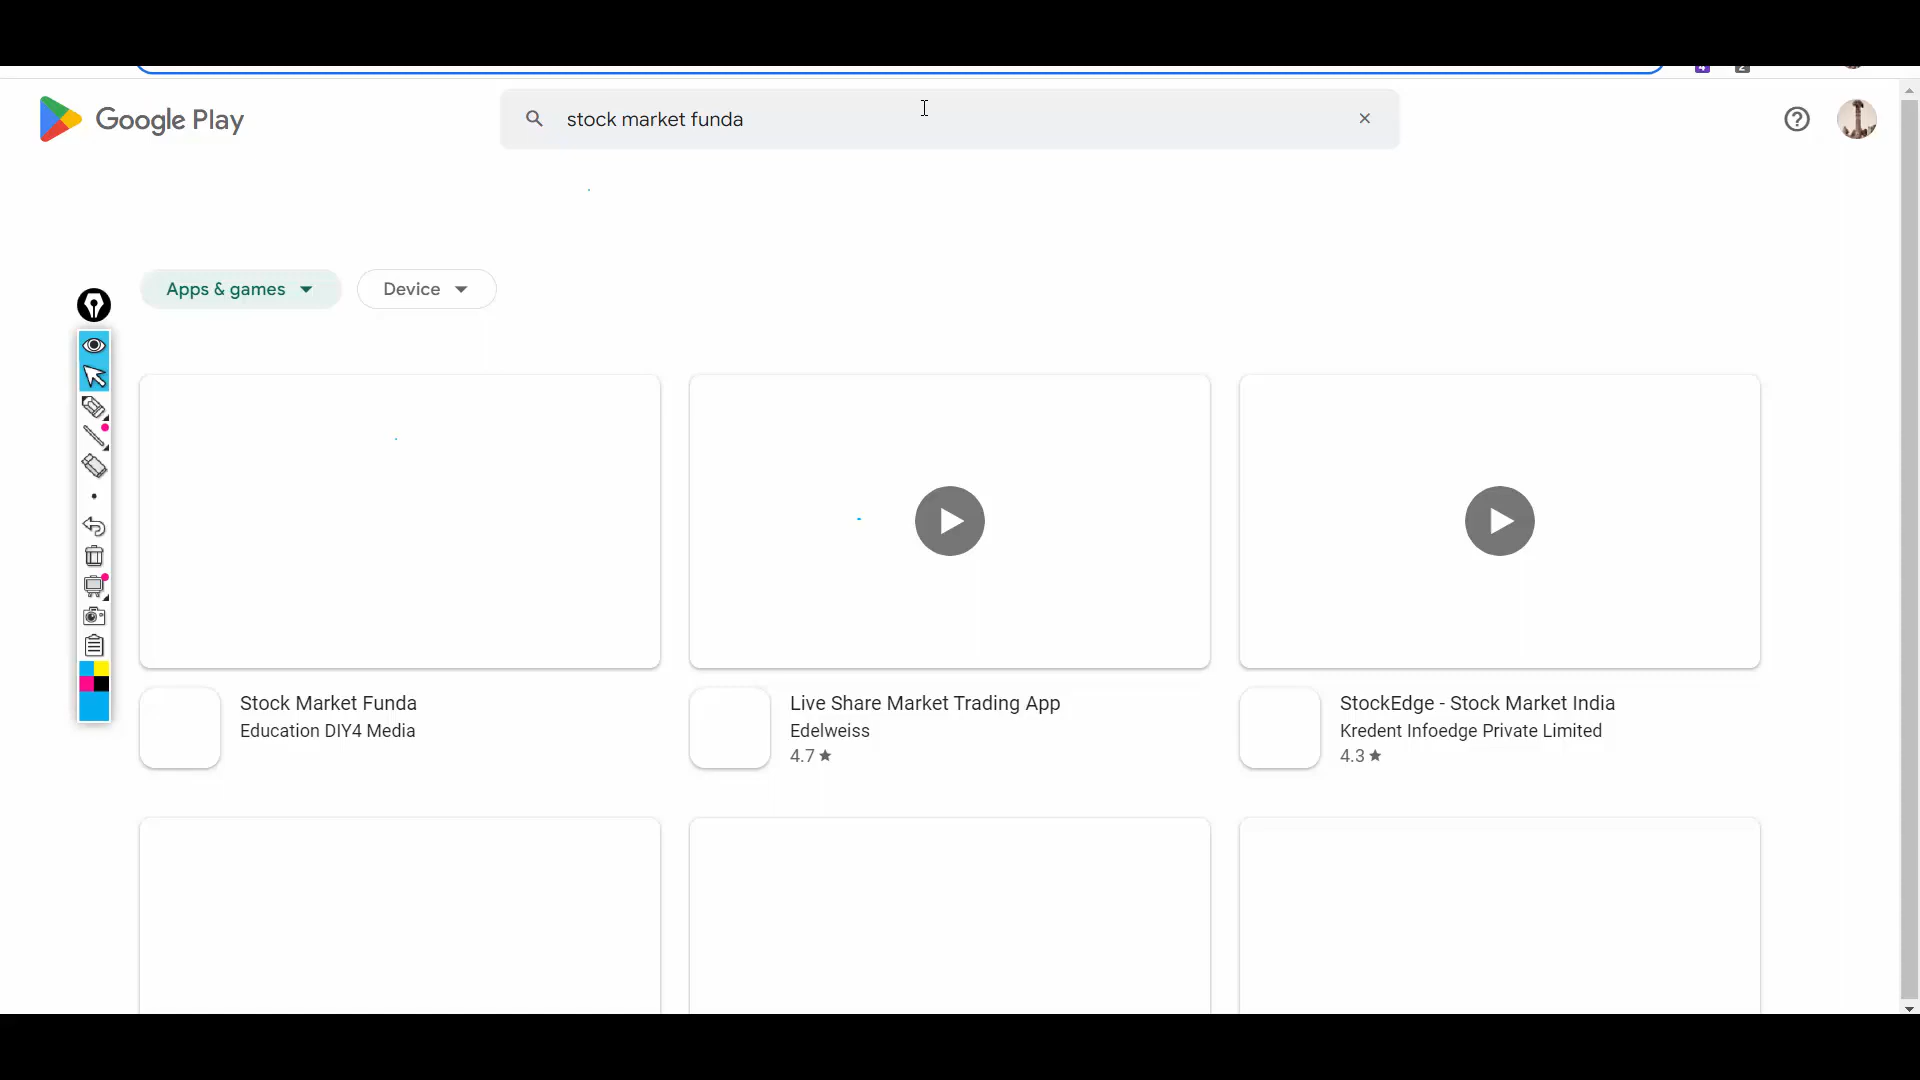 Google Play
stock market funda
Apps & games
Device
Stock Market Funda
Education DIY4 Media
Live Share Market Trading App
Edelweiss
4.7★
StockEdge - Stock Market India
Kredent Infoedge Private Limited
4.3★